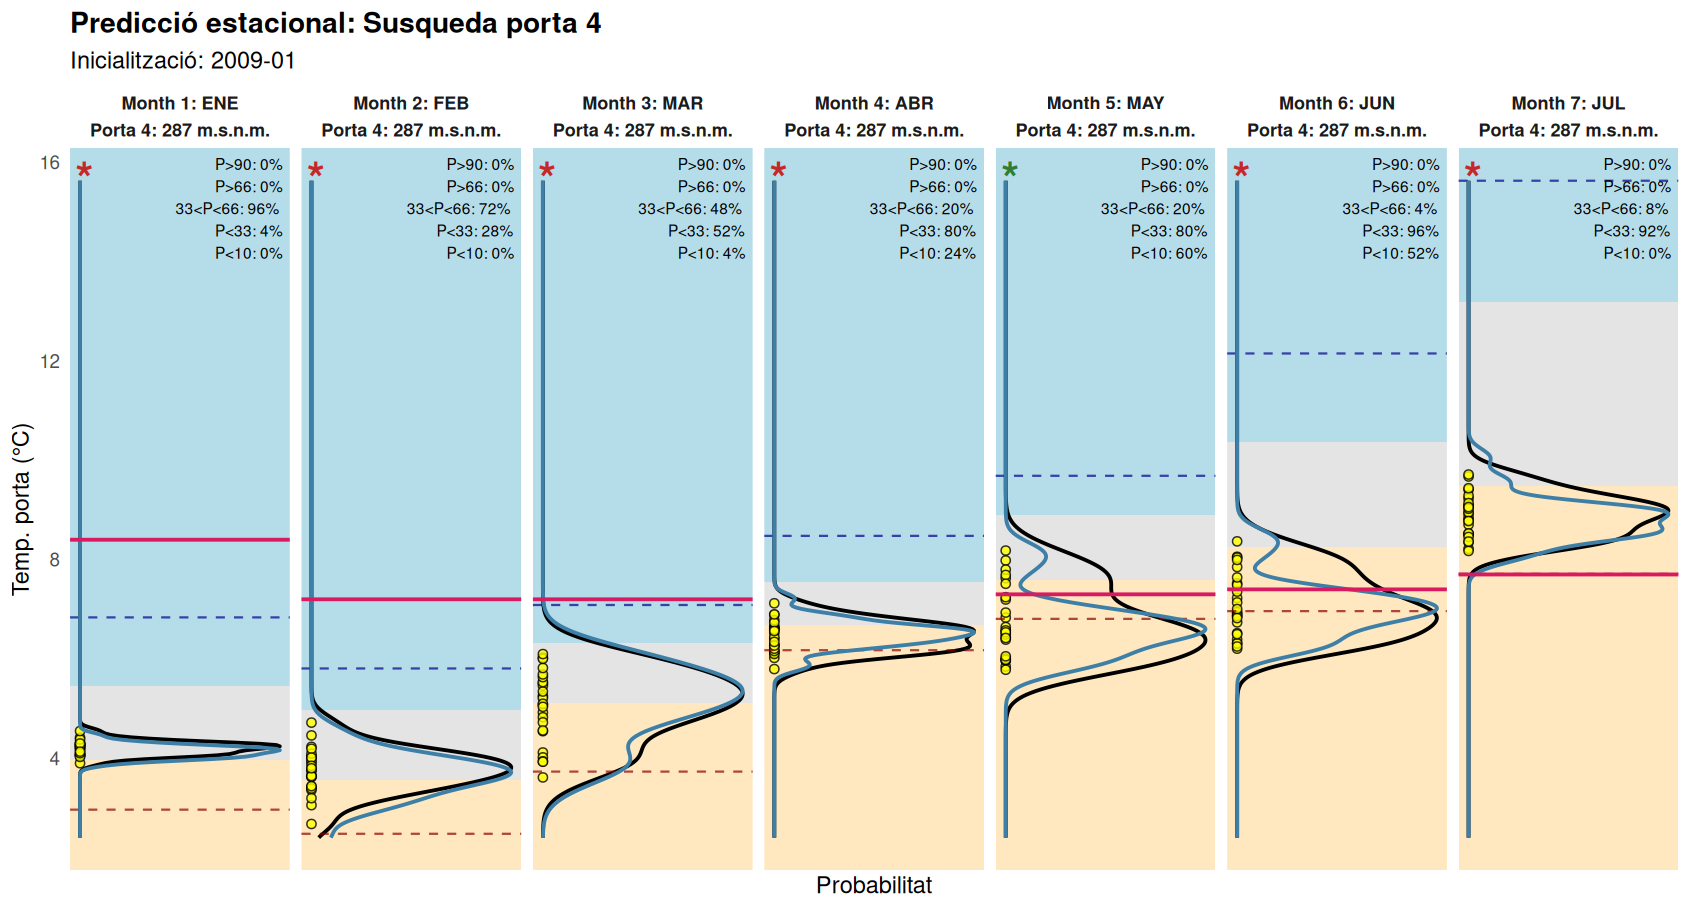 Predicció estacional: Susqueda porta 4
Inicialització: 2009-01
Month 1: ENE
Porta 4: 287 m.s.n.m.
Month 2: FEB
Porta 4: 287 m.s.n.m.
Month 3: MAR
Porta 4: 287 m.s.n.m.
Month 4: ABR
Porta 4: 287 m.s.n.m.
Month 5: MAY
Porta 4: 287 m.s.n.m.
Month 6: JUN
Porta 4: 287 m.s.n.m.
Month 7: JUL
Porta 4: 287 m.s.n.m.
*
P>90: 0%
P>66: 0%
33<P<66: 96%
P<33: 4%
P<10: 0%
*
P>90: 0%
P>66: 0%
33<P<66: 72%
P<33: 28%
P<10: 0%
*
P>90: 0%
P>66: 0%
33<P<66: 48%
P<33: 52%
P<10: 4%
*
P>90: 0%
P>66: 0%
33<P<66: 20%
P<33: 80%
P<10: 24%
*
P>90: 0%
P>66: 0%
33<P<66: 20%
P<33: 80%
P<10: 60%
*
P>90: 0%
P>66: 0%
33<P<66: 4%
P<33: 96%
P<10: 52%
*
P>90: 0%
P>66: 0%
33<P<66: 8%
P<33: 92%
P<10: 0%
16
12
8
4
Temp. porta (°C)
Probabilitat